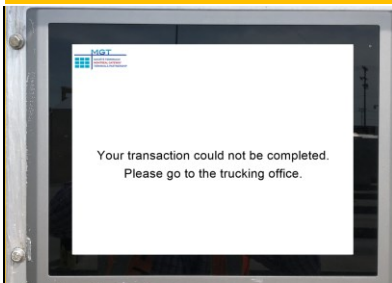 MGT
Your transaction could not be completed.
Please go to the trucking office.